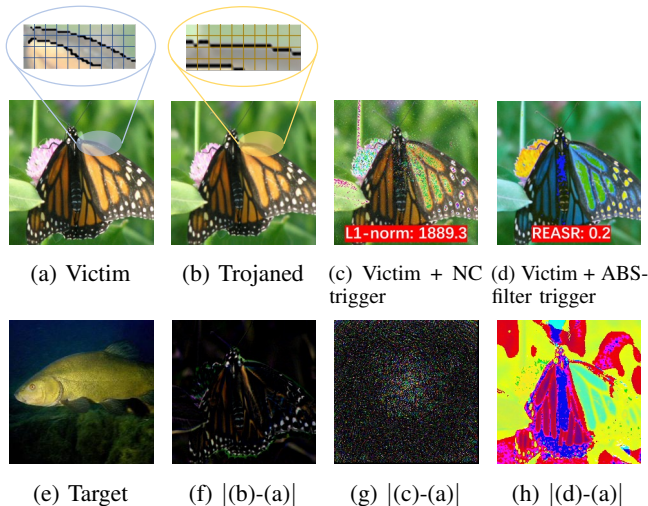 L1-norm: 1889.3
REASR: 0.2
(a) Victim
(b) Trojaned
(c) Victim + NC
trigger
(d) Victim + ABS-
filter trigger
(e) Target
(f) |(b)-(a)|
(g) |(c)-(a)|
(h) |(d)-(a)|